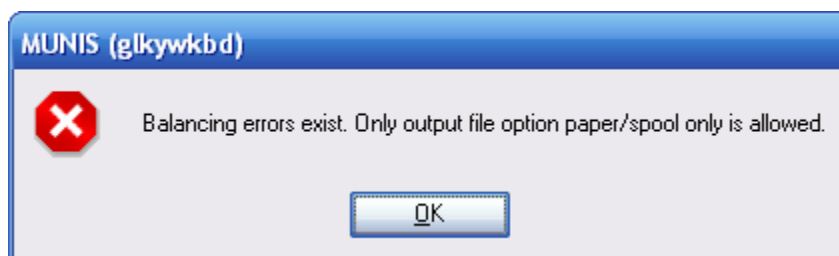 MUNIS (glkywkbd)
Balancing errors exist. Only output file option paper/spool only is allowed.
OK